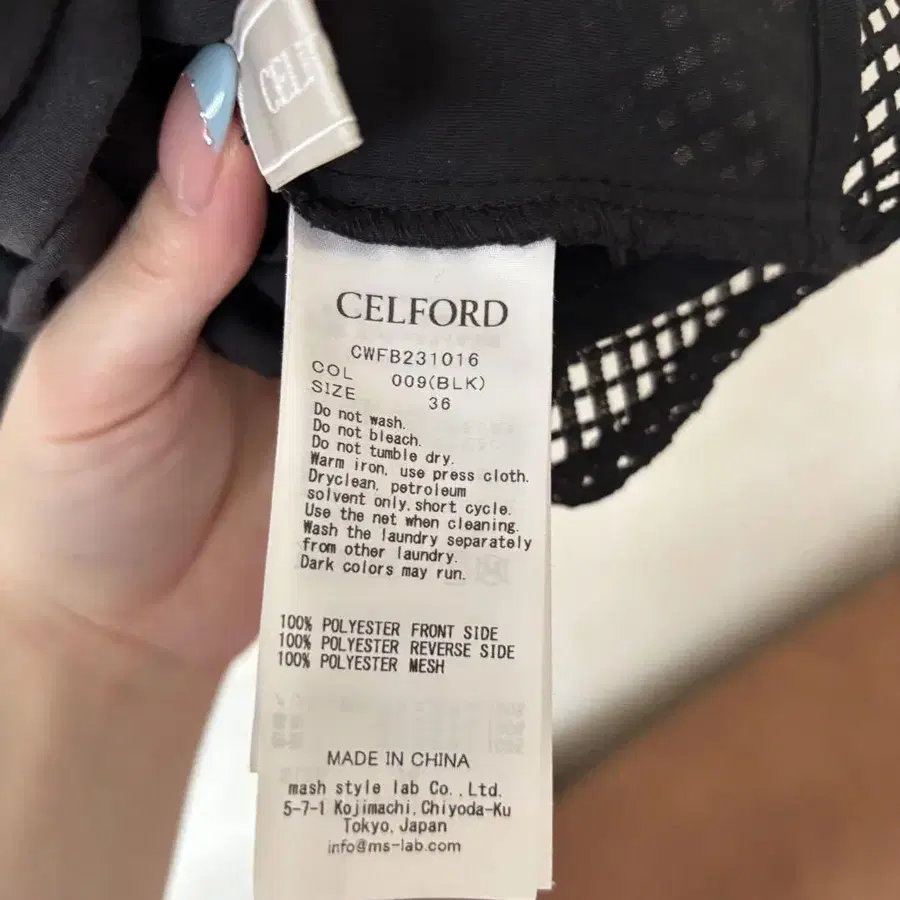 CELF
CELFORD
CWFB231016
COL 009(BLK)
SIZE 36
Do not wash.
Do not bleach.
Do not tumble dry.
Warm iron, use press cloth.
Dryclean, petroleum
solvent only, short cycle.
Use the net when cleaning.
Wash the laundry separately
from other laundry.
Dark colors may run.
100% POLYESTER FRONT SIDE
100% POLYESTER REVERSE SIDE
100% POLYESTER MESH
MADE IN CHINA
mash style lab Co., Ltd.
5-7-1 Kojimachi, Chiyoda-Ku
Tokyo, Japan
info@ms-lab.com